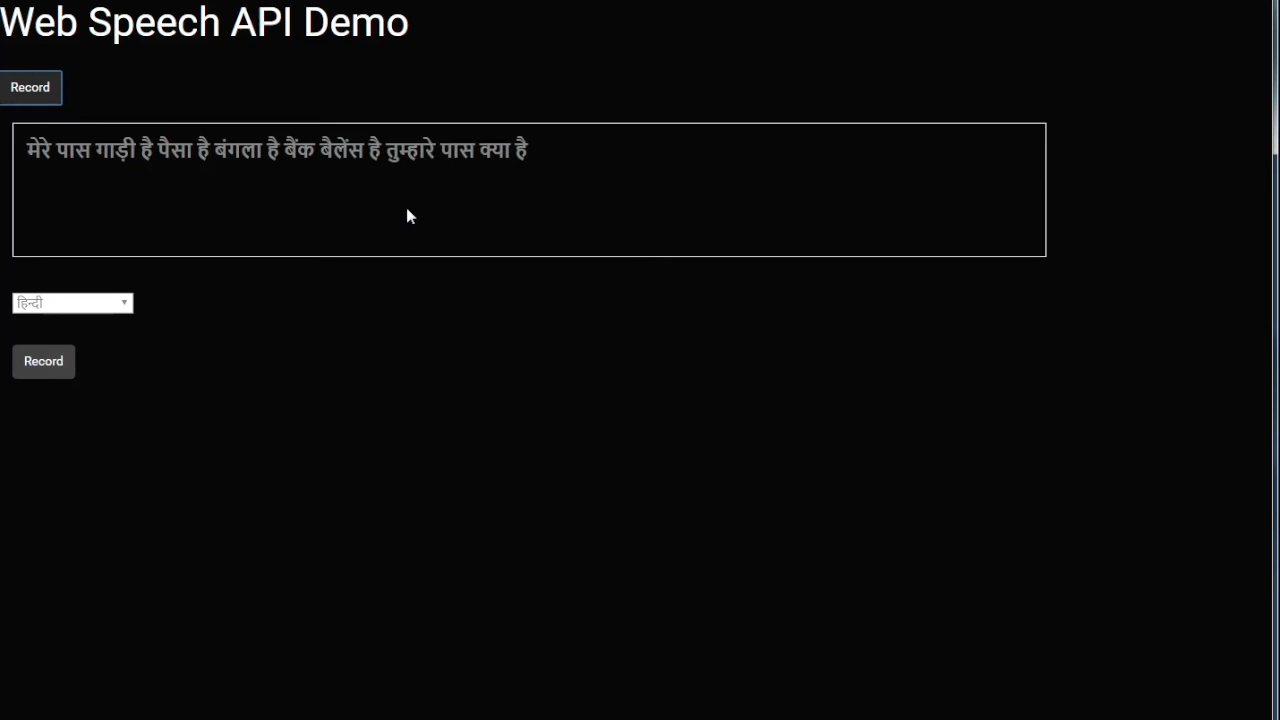 Web Speech API Demo
Record
मेरे पास गाड़ी है पैसा है बंगला है बैंक बैलेंस है तुम्हारे पास क्या है
हिन्दी
Record